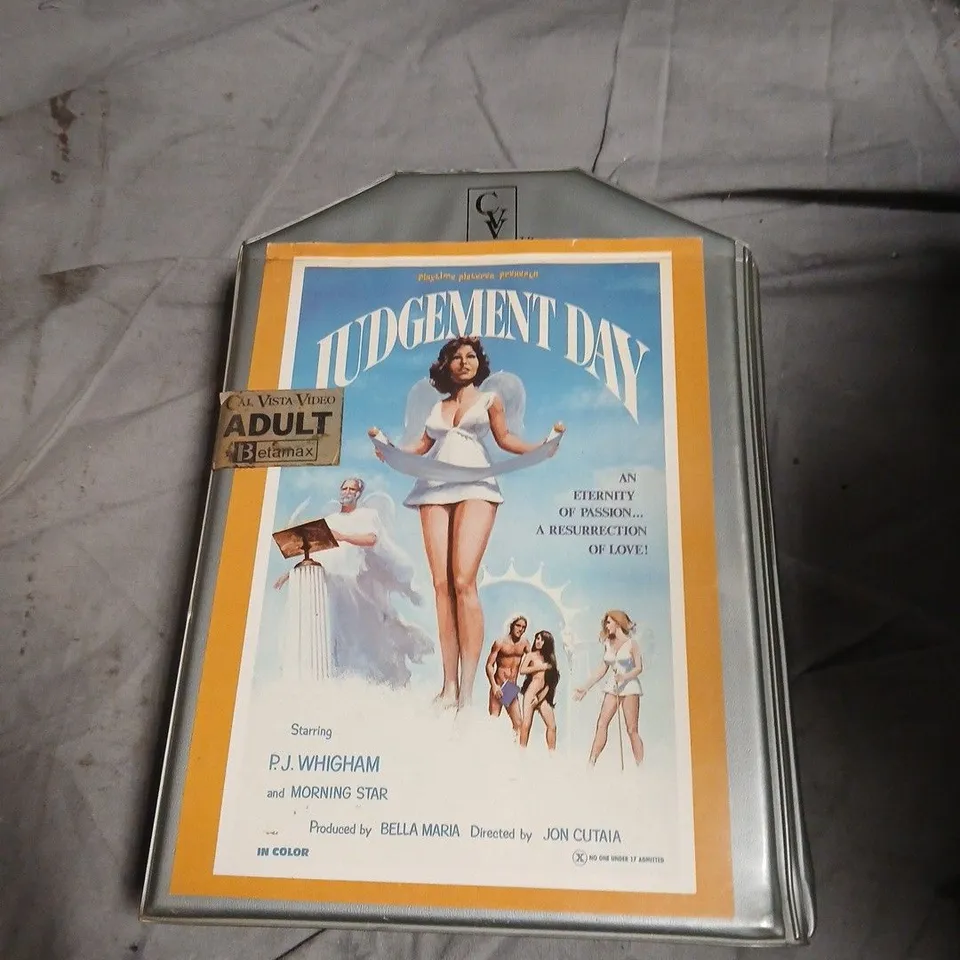 CV
Playtime pictures presents
JUDGEMENT DAY
CAL VISTA VIDEO
ADULT
Betamax
AN
ETERNITY
OF PASSION...
A RESURRECTION
OF LOVE!
Starring
P.J. WHIGHAM
and MORNING STAR
Produced by BELLA MARIA Directed by JON CUTAIA
IN COLOR
X NO ONE UNDER 17 ADMITTED